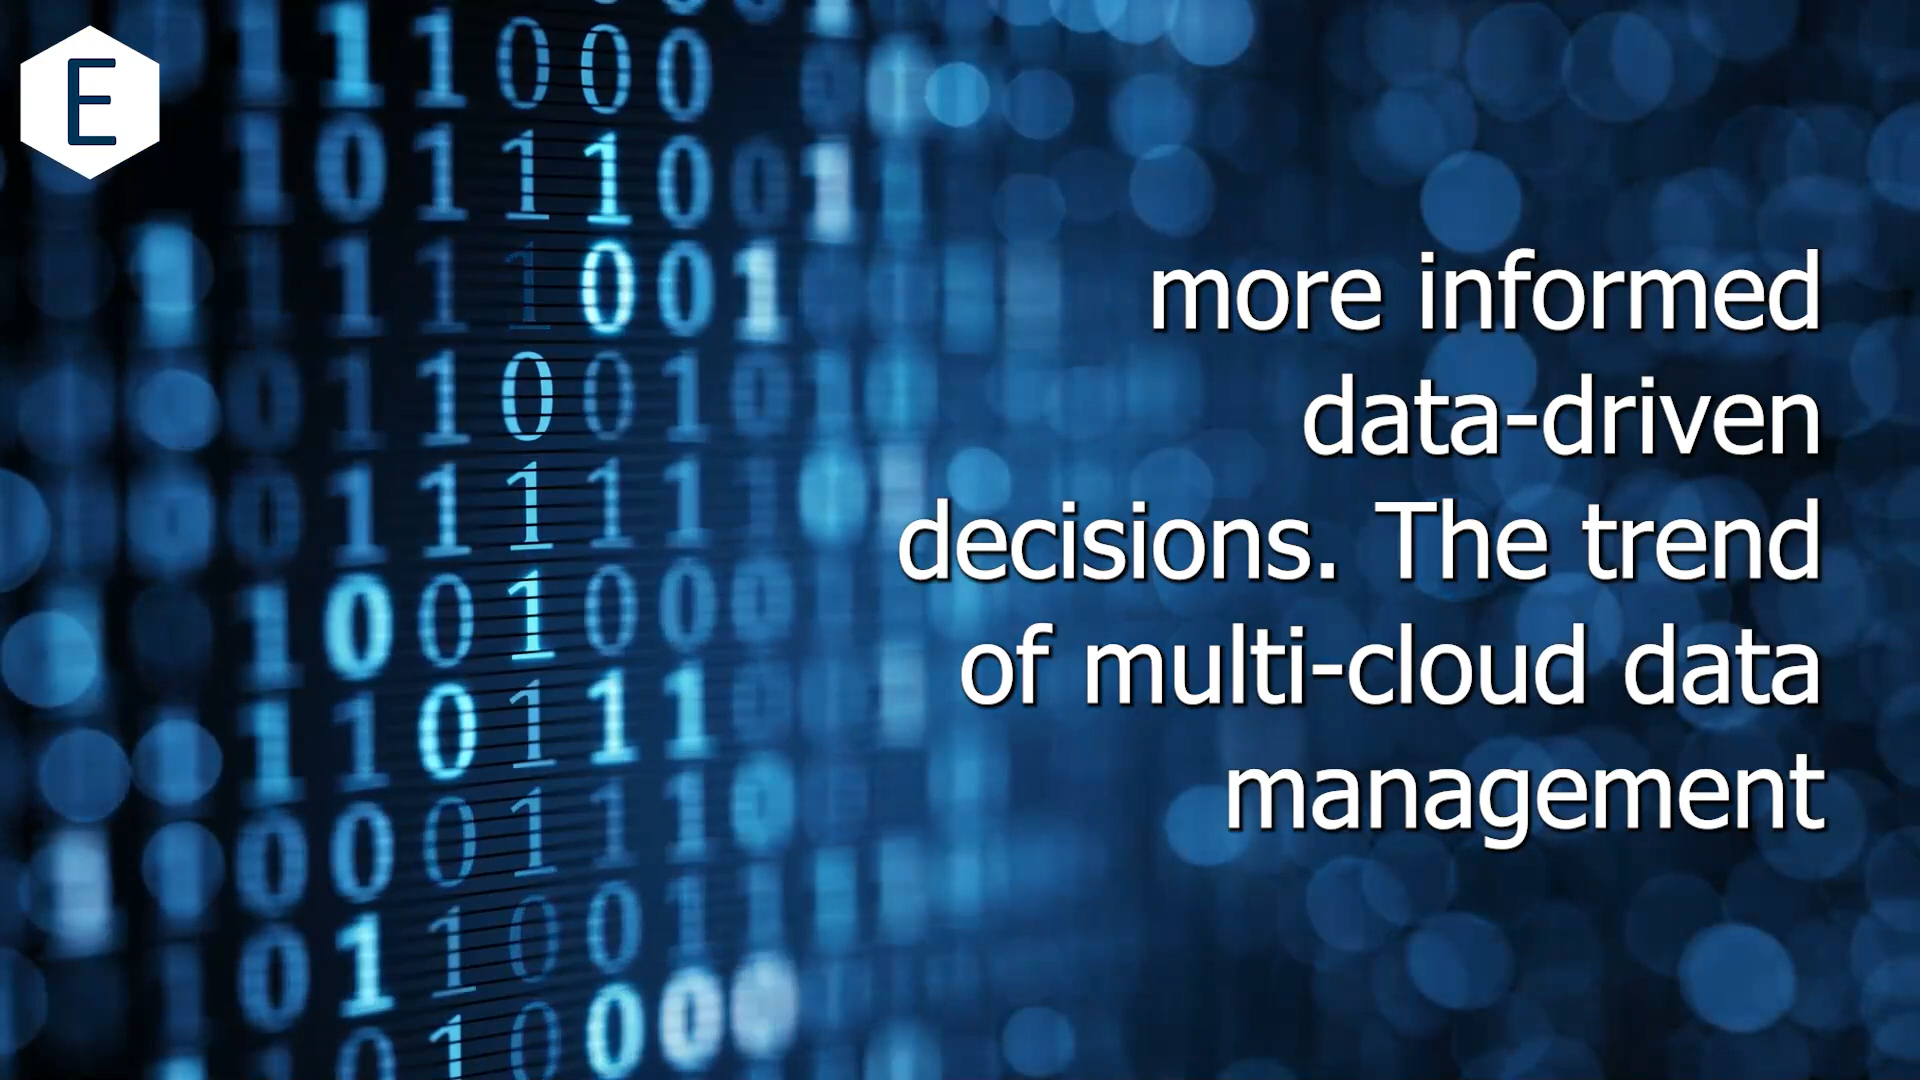 E
more informed
data-driven
decisions. The trend
of multi-cloud data
management